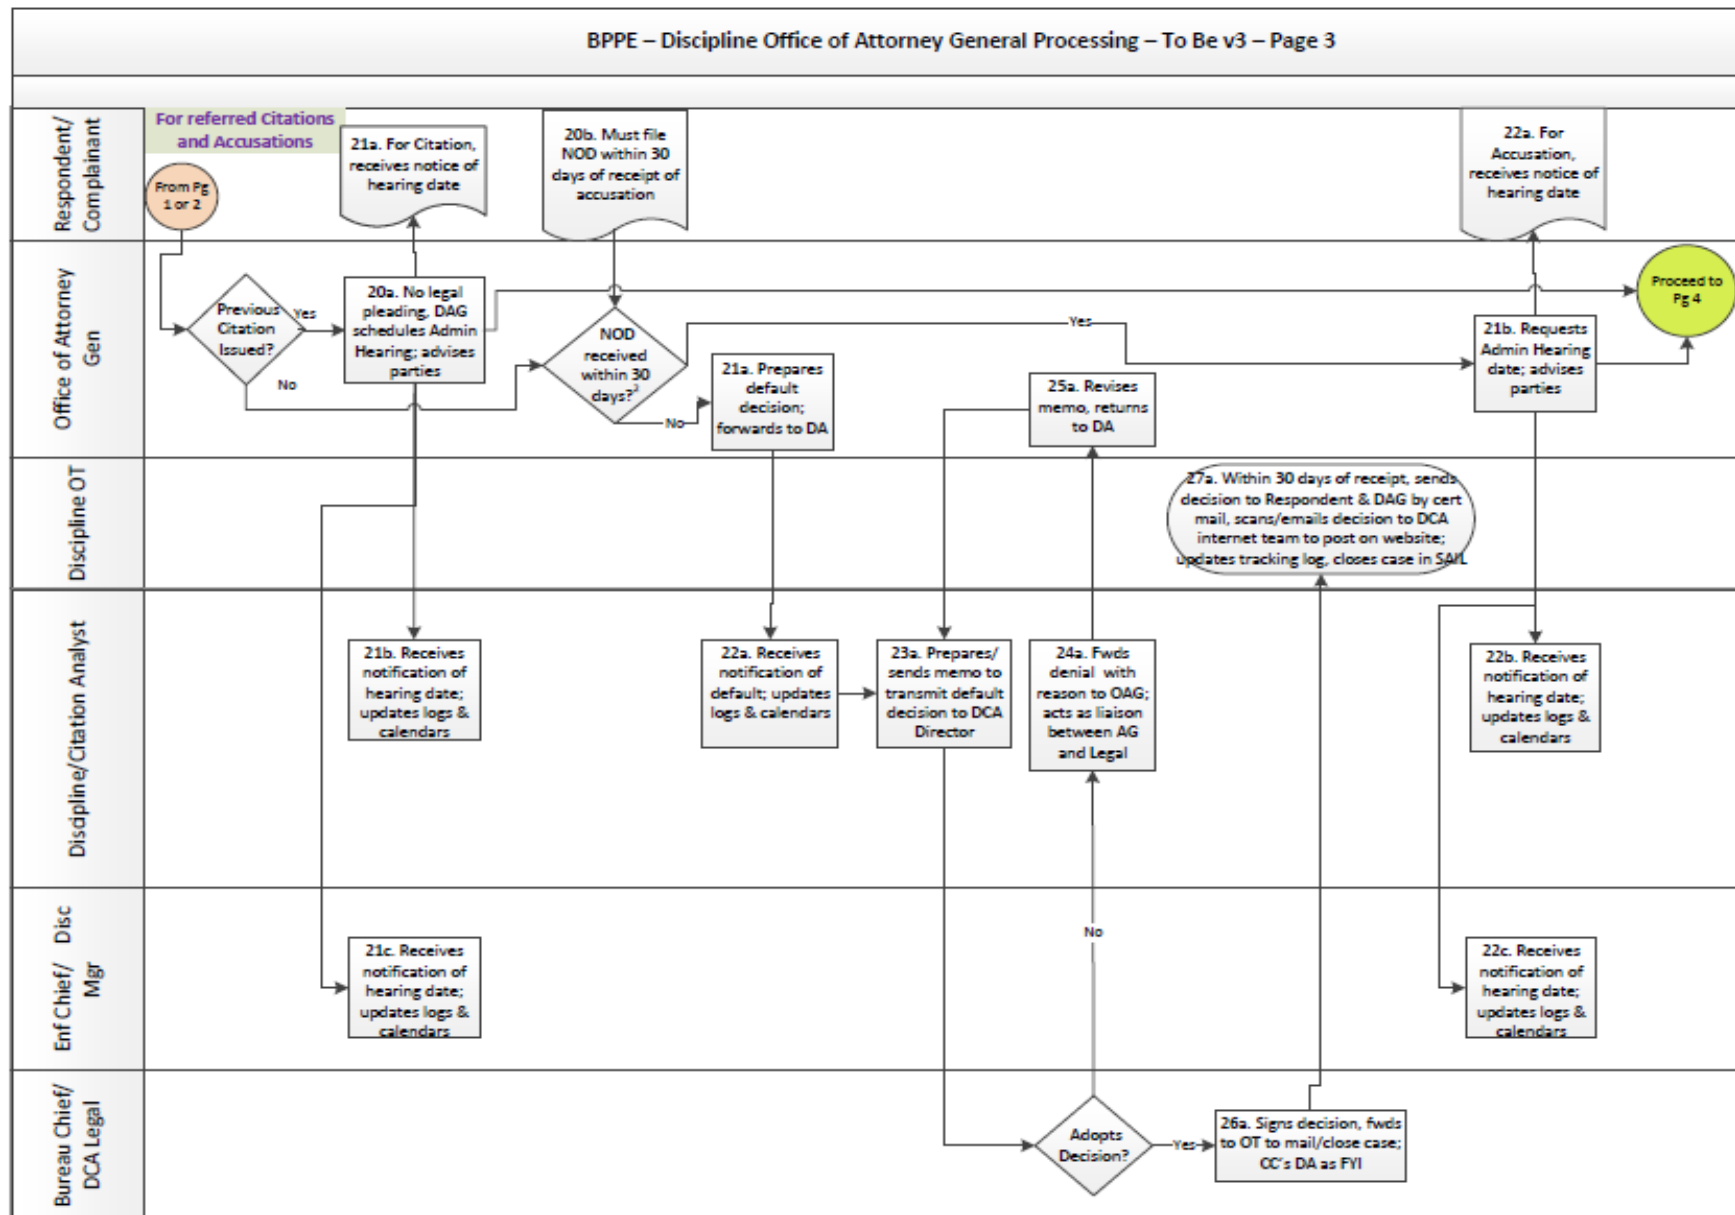 BPPE – Discipline Office of Attorney General Processing – To Be v3 – Page 3
Respondent/
Complainant
For referred Citations
and Accusations
From Pg
1 or 2
21a. For Citation,
receives notice of
hearing date
20b. Must file
NOD within 30
days of receipt of
accusation
22a. For
Accusation,
receives notice of
hearing date
Office of Attorney
Gen
Previous
Citation
Issued?
Yes
No
20a. No legal
pleading, DAG
schedules Admin
Hearing; advises
parties
NOD
received
within 30
days?²
Yes
No
21a. Prepares
default
decision;
forwards to DA
25a. Revises
memo, returns
to DA
21b. Requests
Admin Hearing
date; advises
parties
Proceed to
Pg 4
Discipline OT
27a. Within 30 days of receipt, sends
decision to Respondent & DAG by cert
mail, scans/emails decision to DCA
internet team to post on website;
updates tracking log, closes case in SAIL
Discipline/Citation Analyst
21b. Receives
notification of
hearing date;
updates logs &
calendars
22a. Receives
notification of
default; updates
logs & calendars
23a. Prepares/
sends memo to
transmit default
decision to DCA
Director
24a. Fwds
denial with
reason to OAG;
acts as liaison
between AG
and Legal
22b. Receives
notification of
hearing date;
updates logs &
calendars
Enf Chief/ Disc
Mgr
21c. Receives
notification of
hearing date;
updates logs &
calendars
No
22c. Receives
notification of
hearing date;
updates logs &
calendars
Bureau Chief/
DCA Legal
Adopts
Decision?
Yes
26a. Signs decision, fwds
to OT to mail/close case;
CC's DA as FYI